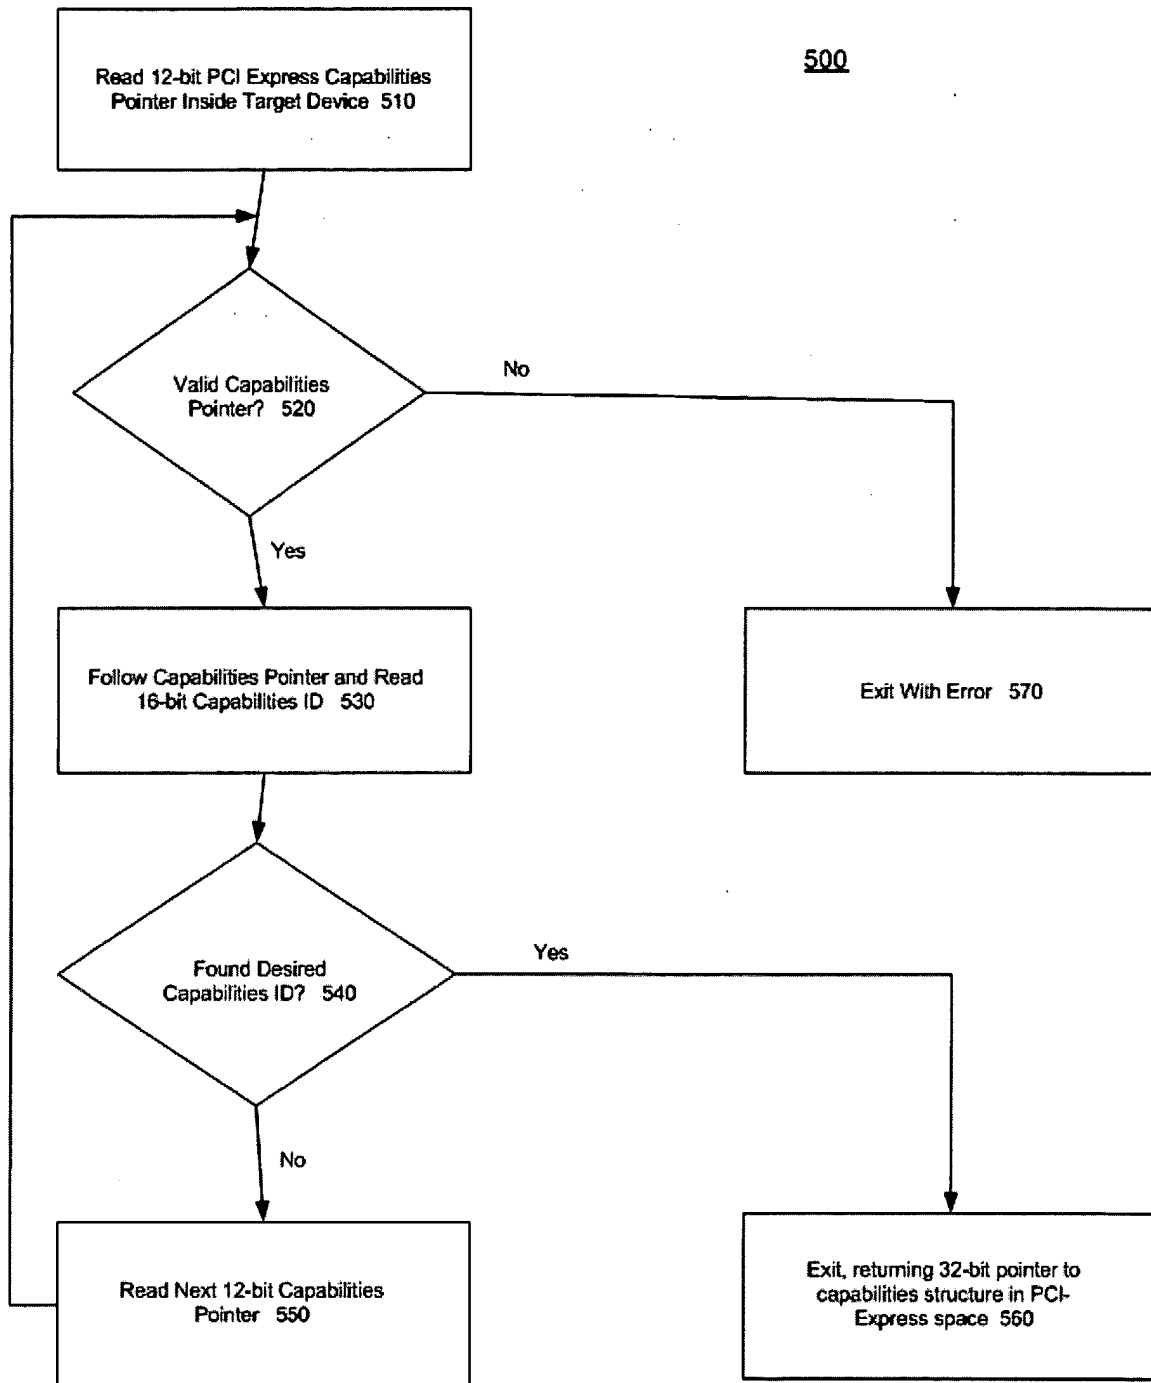 500
Read 12-bit PCI Express Capabilities
Pointer Inside Target Device 510
Valid Capabilities
Pointer? 520
No
Yes
Follow Capabilities Pointer and Read
16-bit Capabilities ID 530
Exit With Error 570
Found Desired
Capabilities ID? 540
Yes
No
Read Next 12-bit Capabilities
Pointer 550
Exit, returning 32-bit pointer to
capabilities structure in PCI-
Express space 560